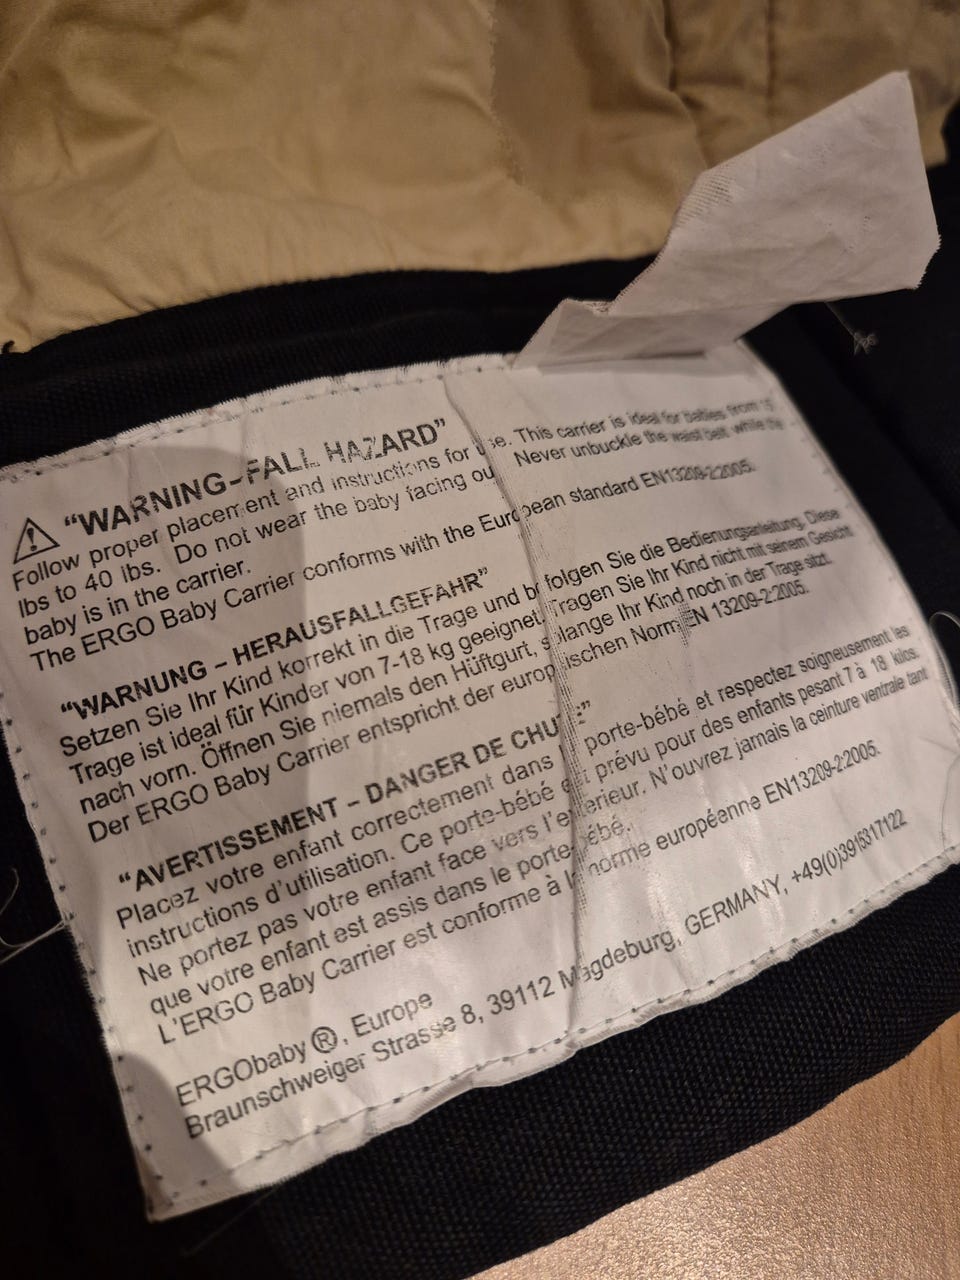 "WARNING-FALL HAZARD"
Follow proper placement and instructions for use. This carrier is ideal for babies from 15
lbs to 40 lbs. Do not wear the baby facing ou Never unbuckle the waist belt while the
baby is in the carrier.
The ERGO Baby Carrier conforms with the European standard EN13209-2:2005.
"WARNUNG – HERAUSFALLGEFAHR"
Setzen Sie Ihr Kind korrekt in die Trage und befolgen Sie die Bedienungsanleitung. Diese
Trage ist ideal für Kinder von 7-18 kg geeignet. Tragen Sie Ihr Kind nicht mit seinem Gesicht
nach vorn. Öffnen Sie niemals den Hüftgurt, solange Ihr Kind noch in der Trage sitzt.
Der ERGO Baby Carrier entspricht der europäischen Norm EN 13209-2:2005.
"AVERTISSEMENT – DANGER DE CHUTE"
Placez votre enfant correctement dans le porte-bébé et respectez soigneusement les
instructions d'utilisation. Ce porte-bébé est prévu pour des enfants pesant 7 à 18 kilos.
Ne portez pas votre enfant face vers l'exterieur. N'ouvrez jamais la ceinture ventrale tant
que votre enfant est assis dans le porte-bébé.
L'ERGO Baby Carrier est conforme à la norme européenne EN13209-2:2005.
ERGObaby ®, Europe
Braunschweiger Strasse 8, 39112 Magdeburg, GERMANY, +49(0)3915317122